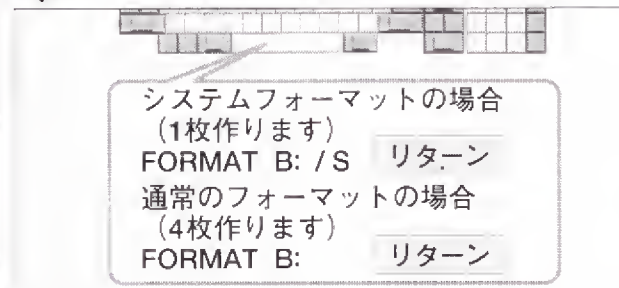 システムフォーマットの場合
（1枚作ります）
FORMAT B: /S リターン
通常のフォーマットの場合
（4枚作ります）
FORMAT B: リターン